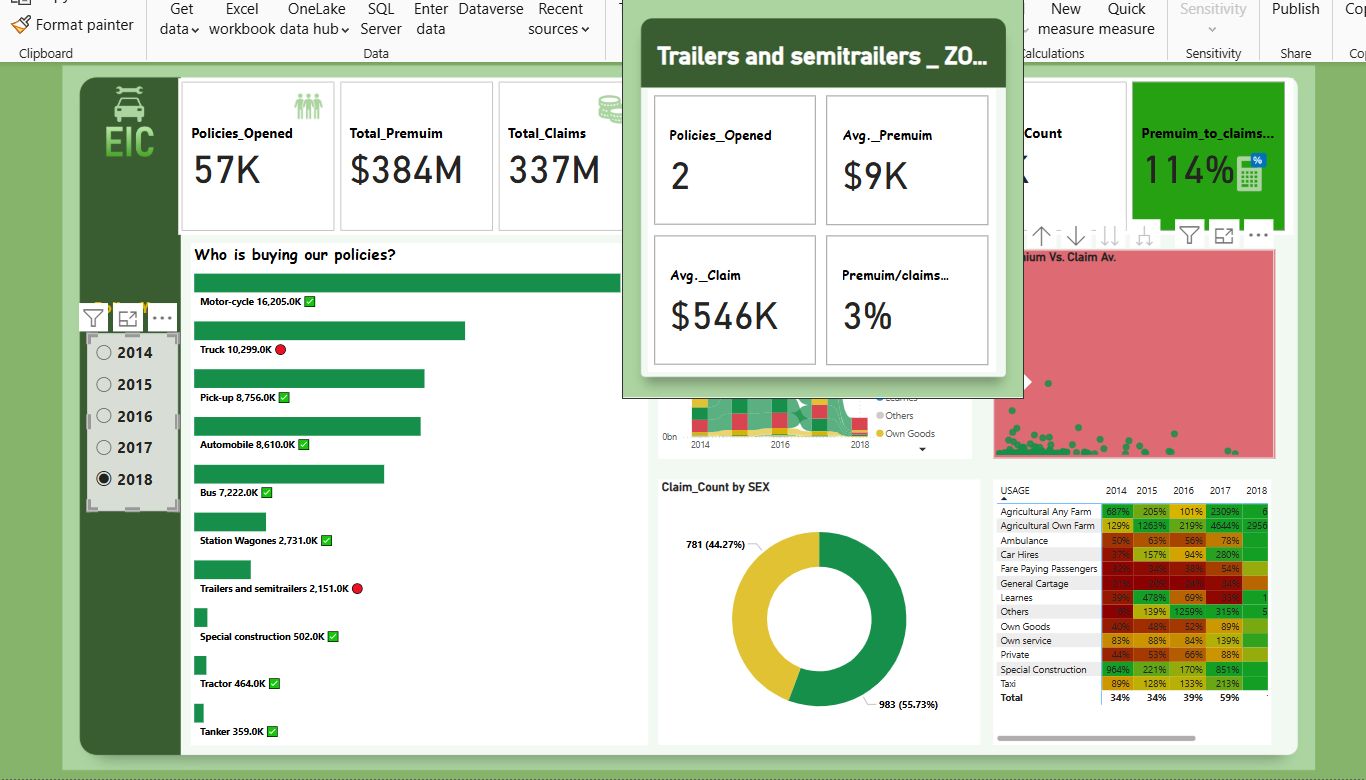 Format painter
Clipboard
Get data
Excel workbook
OneLake data hub
SQL Server
Enter data
Dataverse
Recent sources
Data
New measure
Quick measure
Calculations
Sensitivity
Sensitivity
Publish
Share
EIC
Policies_Opened
57K
Total_Premuim
$384M
Total_Claims
337M
Trailers and semitrailers _ ZO...
Policies_Opened
2
Avg._Premuim
$9K
Avg._Claim
$546K
Premuim/claims...
3%
Count
K
Premuim_to_claims...
114%
%
2014
2015
2016
2017
2018
Who is buying our policies?
Motor-cycle 16,205.0K
Truck 10,299.0K
Pick-up 8,756.0K
Automobile 8,610.0K
Bus 7,222.0K
Station Wagones 2,731.0K
Trailers and semitrailers 2,151.0K
Special construction 502.0K
Tractor 464.0K
Tanker 359.0K
0bn
2014 2016 2018
Learnes
Others
Own Goods
ium Vs. Claim Av.
Claim_Count by SEX
781 (44.27%)
983 (55.73%)
USAGE 2014 2015 2016 2017 2018
Agricultural Any Farm 687% 205% 101% 2309% 6
Agricultural Own Farm 129% 1263% 219% 4644% 2956
Ambulance 50% 63% 56% 78%
Car Hires 37% 157% 94% 280%
Fare Paying Passengers 32% 34% 38% 54%
General Cartage
Learnes 39% 478% 69% 33% 1
Others 139% 1259% 315% 5
Own Goods 40% 48% 52% 89%
Own service 83% 88% 84% 139%
Private 44% 53% 66% 88%
Special Construction 964% 221% 170% 851%
Taxi 89% 128% 133% 213%
Total 34% 34% 39% 59%